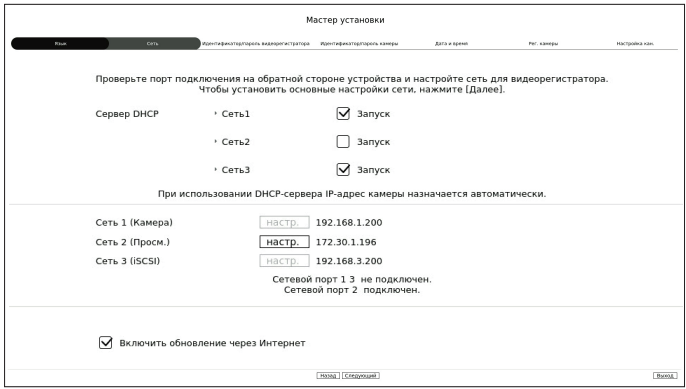 Мастер установки
Язык Сеть Идентификатор/пароль видеорегистратора Идентификатор/пароль камеры Дата и время Рег. камеры Настройка кам.
Проверьте порт подключения на обратной стороне устройства и настройте сеть для видеорегистратора.
Чтобы установить основные настройки сети, нажмите [Далее].
Сервер DHCP Сеть1 Запуск
Сеть2 Запуск
Сеть3 Запуск
При использовании DHCP-сервера IP-адрес камеры назначается автоматически.
Сеть 1 (Камера) настр. 192.168.1.200
Сеть 2 (Просм.) настр. 172.30.1.196
Сеть 3 (iSCSI) настр. 192.168.3.200
Сетевой порт 1 3 не подключен.
Сетевой порт 2 подключен.
Включить обновление через Интернет
Назад Следующий Выход